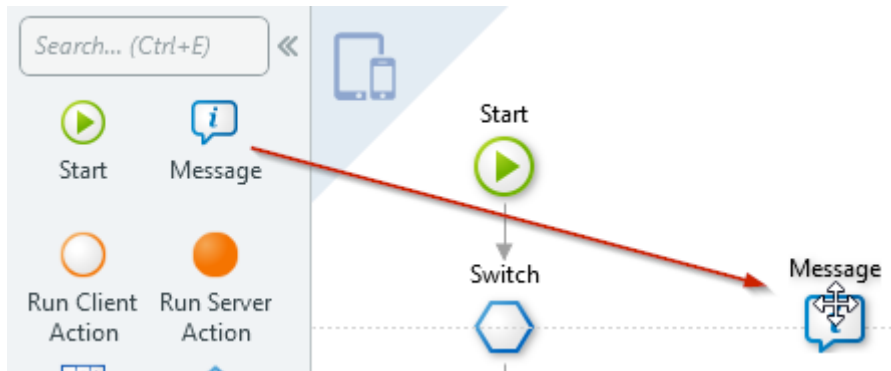 Search... (Ctrl+E)
Start
Message
Run Client
Action
Run Server
Action
Start
Switch
Message